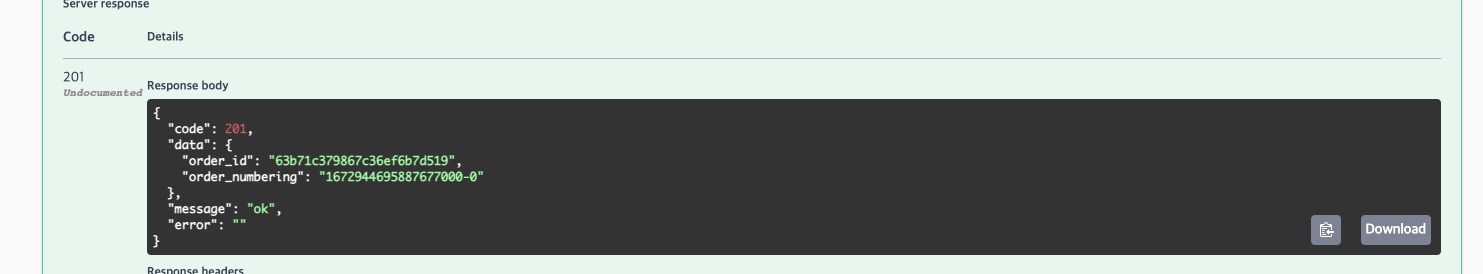 Server response
Code Details
201
Undocumented
Response body
{
"code": 201,
"data": {
"order_id": "63b71c379867c36ef6b7d519",
"order_numbering": "1672944695887677000-0"
},
"message": "ok",
"error": ""
}
Download
Response headers